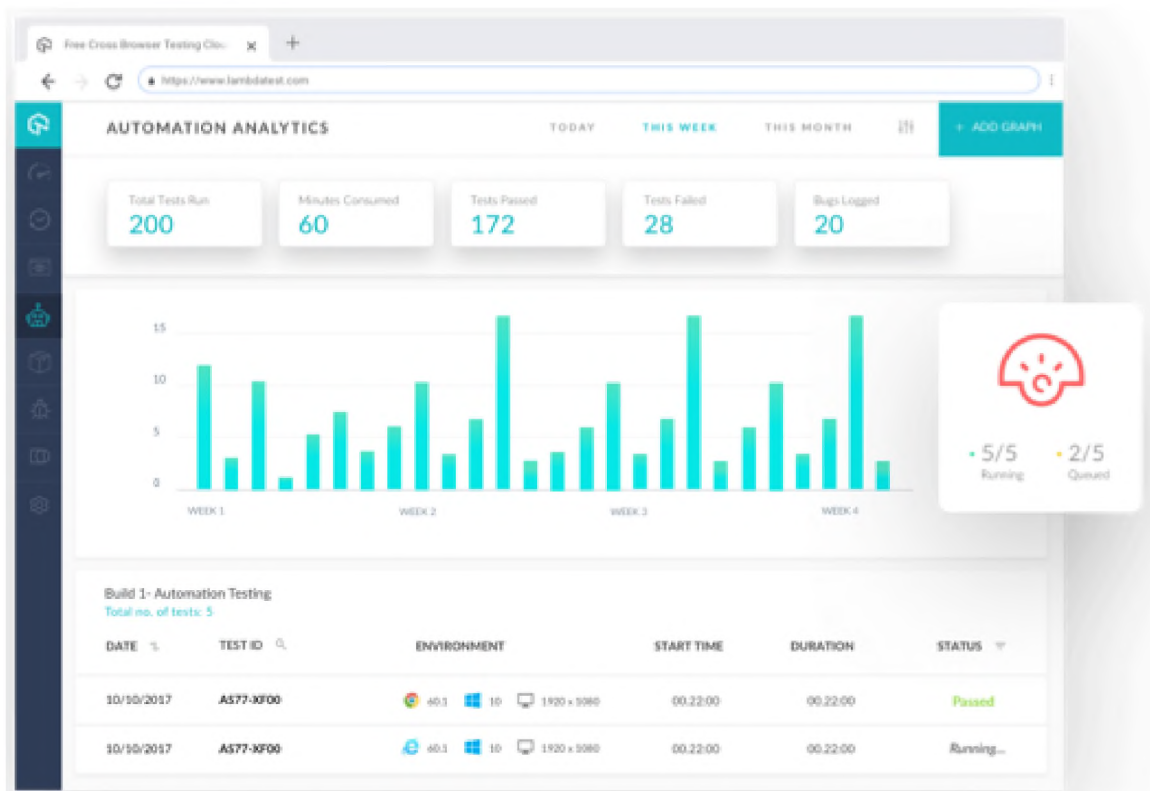 Free Cross Browser Testing Clou
https://www.lambdatest.com
AUTOMATION ANALYTICS
TODAY THIS WEEK THIS MONTH + ADD GRAPH
Total Tests Run Minutes Consumed Tests Passed Tests Failed Bugs Logged
200 60 172 28 20
15
10
5
0
WEEK 1 WEEK 2 WEEK 3 WEEK 4
5/5 2/5
Running Queued
Build 1- Automation Testing
Total no. of tests: 5
DATE TEST ID ENVIRONMENT START TIME DURATION STATUS
10/10/2017 AS77-XF00 60.1 10 1920 x 1080 00.22:00 00.22:00 Passed
10/10/2017 AS77-XF00 60.1 10 1920 x 1080 00.22:00 00.22:00 Running...